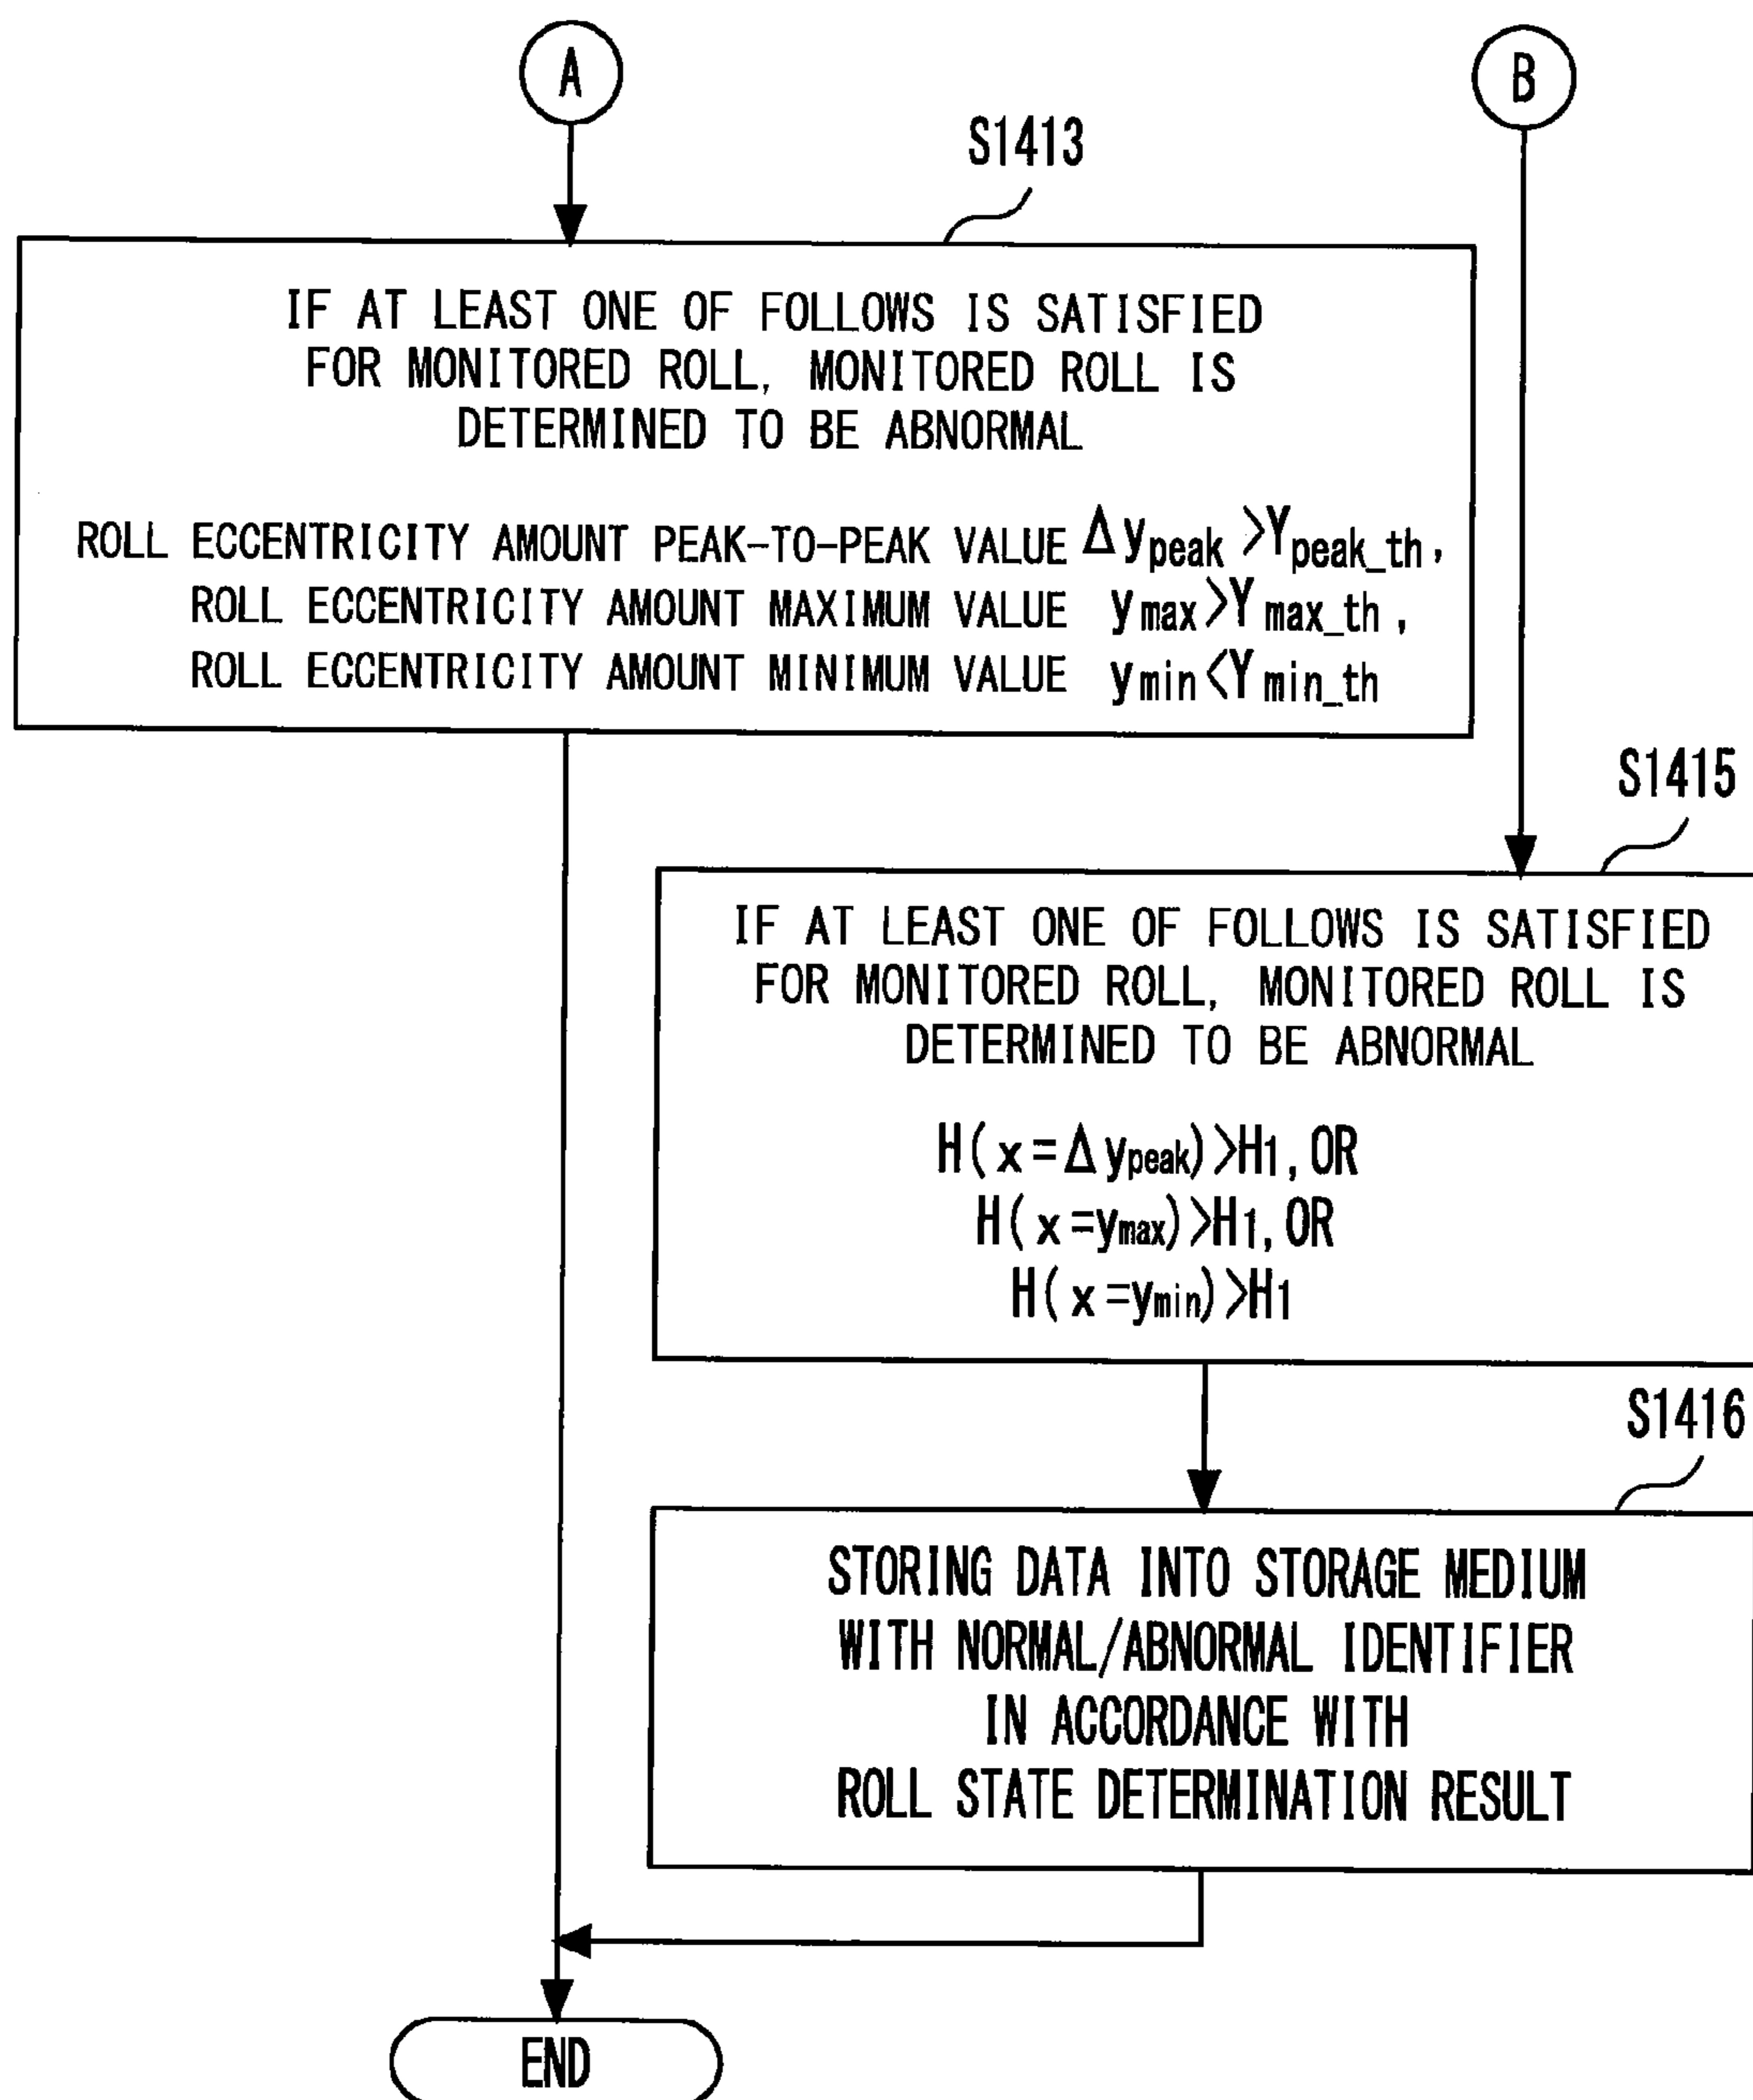 A
B
S1413
IF AT LEAST ONE OF FOLLOWS IS SATISFIED
FOR MONITORED ROLL, MONITORED ROLL IS
DETERMINED TO BE ABNORMAL
ROLL ECCENTRICITY AMOUNT PEAK-TO-PEAK VALUE Δypeak >Ypeak_th,
ROLL ECCENTRICITY AMOUNT MAXIMUM VALUE ymax>Ymax_th,
ROLL ECCENTRICITY AMOUNT MINIMUM VALUE ymin<Ymin_th
S1415
IF AT LEAST ONE OF FOLLOWS IS SATISFIED
FOR MONITORED ROLL, MONITORED ROLL IS
DETERMINED TO BE ABNORMAL
H(x=Δypeak)>H1, OR
H(x=ymax)>H1, OR
H(x=ymin)>H1
S1416
STORING DATA INTO STORAGE MEDIUM
WITH NORMAL/ABNORMAL IDENTIFIER
IN ACCORDANCE WITH
ROLL STATE DETERMINATION RESULT
END